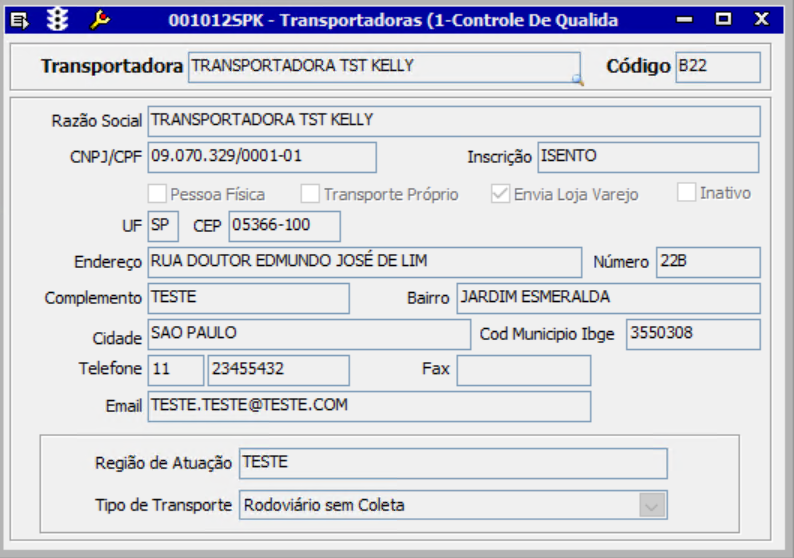 001012SPK - Transportadoras (1-Controle De Qualida
Transportadora TRANSPORTADORA TST KELLY Código B22
Razão Social TRANSPORTADORA TST KELLY
CNPJ/CPF 09.070.329/0001-01 Inscrição ISENTO
Pessoa Física Transporte Próprio Envia Loja Varejo Inativo
UF SP CEP 05366-100
Endereço RUA DOUTOR EDMUNDO JOSÉ DE LIM Número 22B
Complemento TESTE Bairro JARDIM ESMERALDA
Cidade SAO PAULO Cod Municipio Ibge 3550308
Telefone 11 23455432 Fax
Email TESTE.TESTE@TESTE.COM
Região de Atuação TESTE
Tipo de Transporte Rodoviário sem Coleta